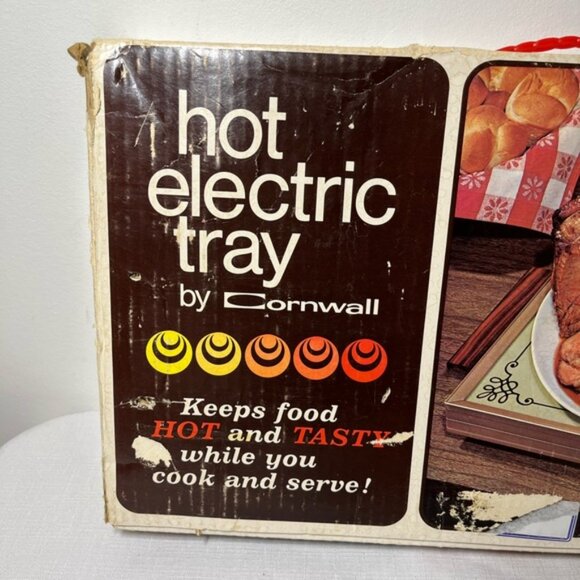 hot
electric
tray
by Cornwall
Keeps food
HOT and TASTY
while you
cook and serve!